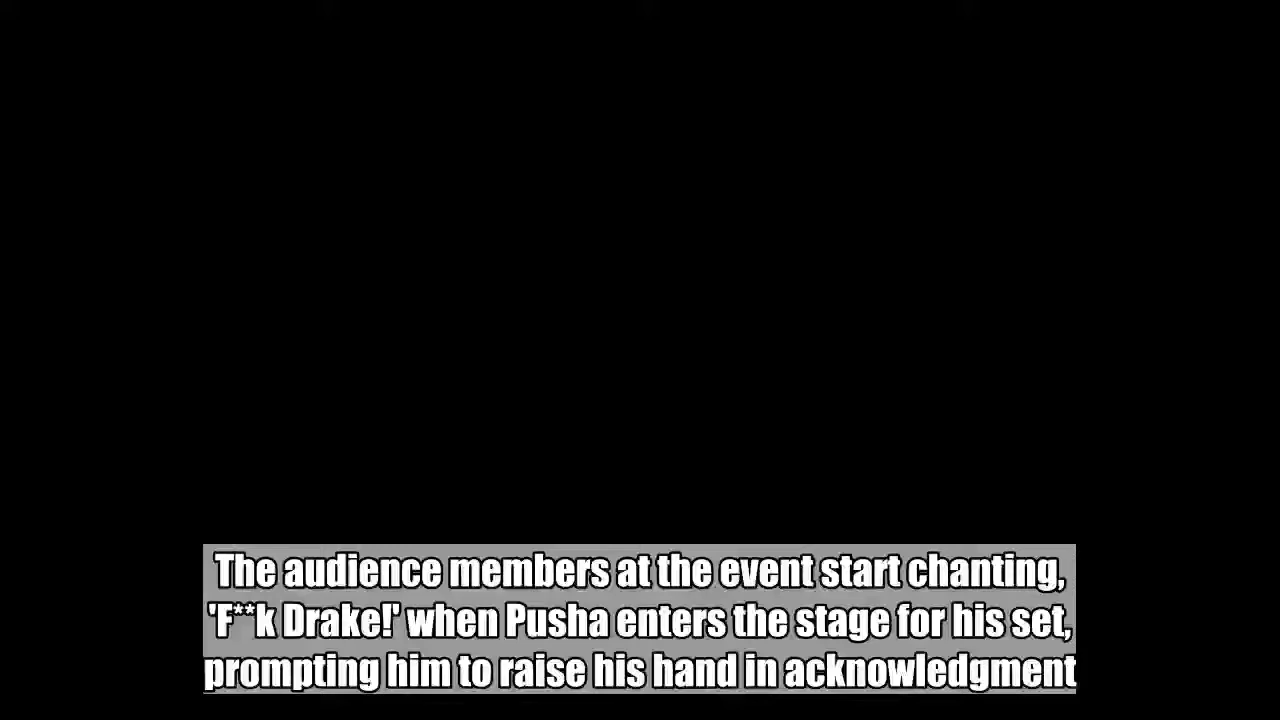 The audience members at the event start chanting,
'F**k Drake!' when Pusha enters the stage for his set,
prompting him to raise his hand in acknowledgment